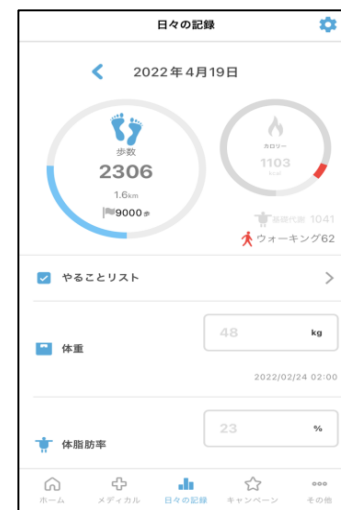 日々の記録
2022年4月19日
歩数
2306
1.6km
9000歩
カロリー
1103
kcal
基礎代謝 1041
ウォーキング62
やることリスト
体重
48 kg
2022/02/24 02:00
体脂肪率
23 %
ホーム メディカル 日々の記録 キャンペーン その他